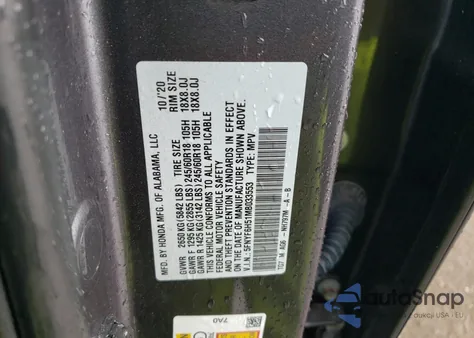 MFD. BY HONDA MFG. OF ALABAMA, LLC 10/'20
TIRE SIZE RIM SIZE
GVWR 2650 KG (5842 LBS)
GAWR F 1295 KG (2855 LBS) 245/60R18 105H 18X8.0J
GAWR R 1425 KG (3142 LBS) 245/60R18 105H 18X8.0J
THIS VEHICLE CONFORMS TO ALL APPLICABLE
FEDERAL MOTOR VEHICLE SAFETY
AND THEFT PREVENTION STANDARDS IN EFFECT
ON THE DATE OF MANUFACTURE SHOWN ABOVE.
V.I.N.: 5FNYF6H51MB033553 TYPE: MPV
NH797M -A-B
7A0
autoSnap